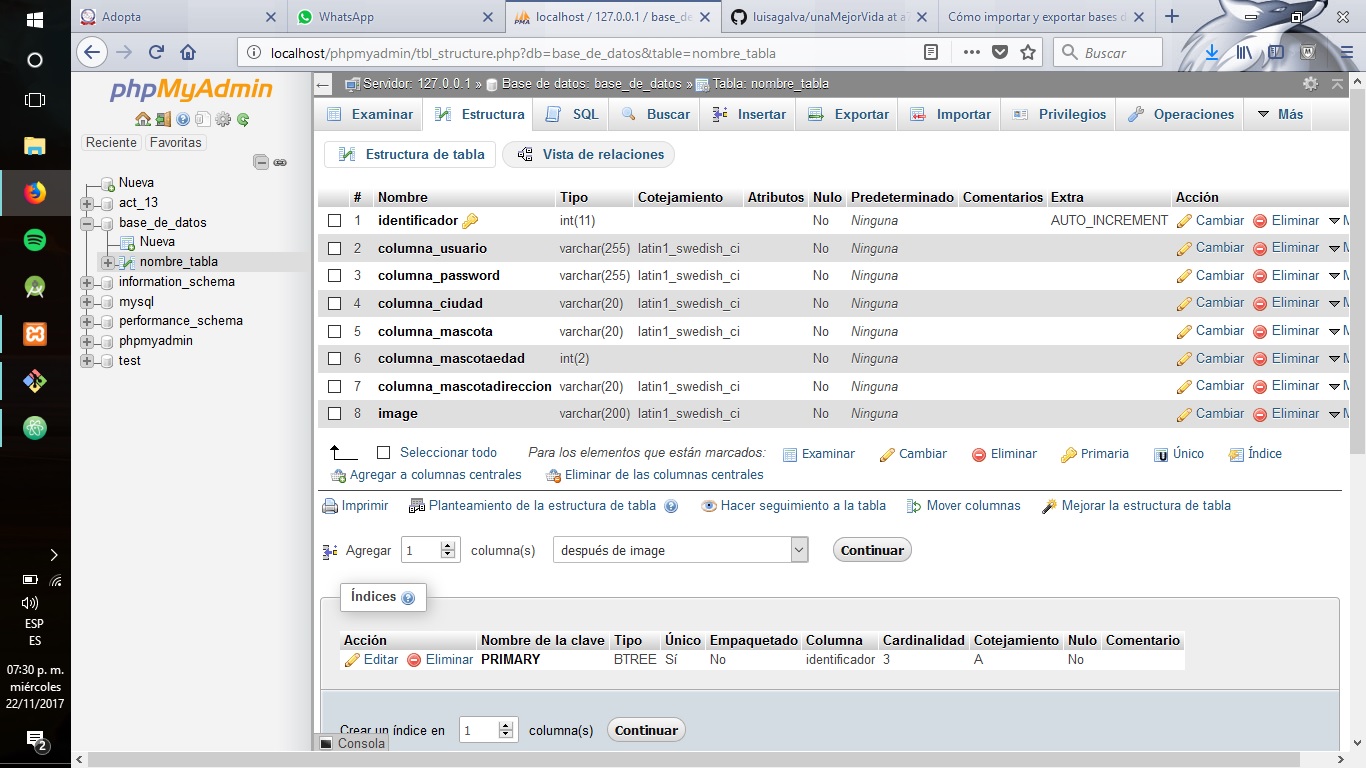 Adopta
WhatsApp
localhost / 127.0.0.1 / base_de
luisagalva/unaMejorVida at a
Cómo importar y exportar bases d
localhost/phpmyadmin/tbl_structure.php?db=base_de_datos&table=nombre_tabla
Buscar
phpMyAdmin
Reciente Favoritas
Nueva
act_13
base_de_datos
Nueva
nombre_tabla
information_schema
mysql
performance_schema
phpmyadmin
test
Servidor: 127.0.0.1 » Base de datos: base_de_datos » Tabla: nombre_tabla
Examinar Estructura SQL Buscar Insertar Exportar Importar Privilegios Operaciones Más
Estructura de tabla Vista de relaciones
# Nombre Tipo Cotejamiento Atributos Nulo Predeterminado Comentarios Extra Acción
1 identificador int(11) No Ninguna AUTO_INCREMENT Cambiar Eliminar
2 columna_usuario varchar(255) latin1_swedish_ci No Ninguna Cambiar Eliminar
3 columna_password varchar(255) latin1_swedish_ci No Ninguna Cambiar Eliminar
4 columna_ciudad varchar(20) latin1_swedish_ci No Ninguna Cambiar Eliminar
5 columna_mascota varchar(20) latin1_swedish_ci No Ninguna Cambiar Eliminar
6 columna_mascotaedad int(2) No Ninguna Cambiar Eliminar
7 columna_mascotadireccion varchar(20) latin1_swedish_ci No Ninguna Cambiar Eliminar
8 image varchar(200) latin1_swedish_ci No Ninguna Cambiar Eliminar
Seleccionar todo Para los elementos que están marcados: Examinar Cambiar Eliminar Primaria Único Índice
Agregar a columnas centrales Eliminar de las columnas centrales
Imprimir Planteamiento de la estructura de tabla Hacer seguimiento a la tabla Mover columnas Mejorar la estructura de tabla
Agregar 1 columna(s) después de image Continuar
Índices
Acción Nombre de la clave Tipo Único Empaquetado Columna Cardinalidad Cotejamiento Nulo Comentario
Editar Eliminar PRIMARY BTREE Sí No identificador 3 A No
Crear un índice en 1 columna(s) Continuar
Consola
ESP
ES
07:30 p. m.
miércoles
22/11/2017
2